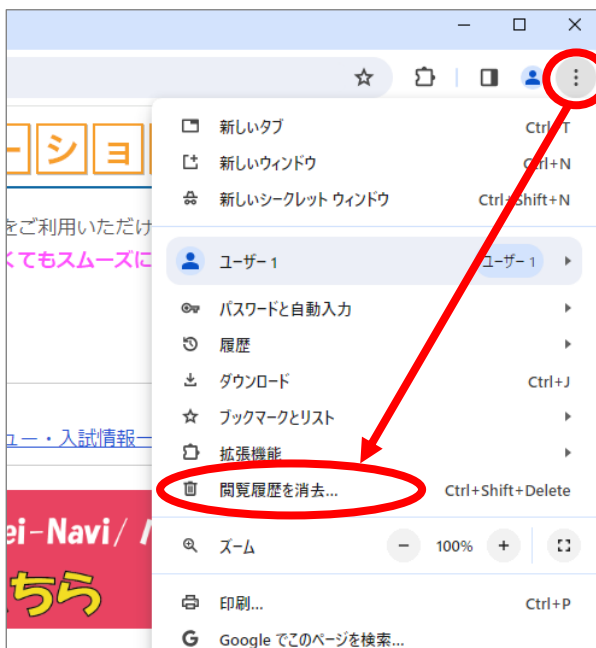 ーショ
新しいタブ Ctrl+T
新しいウィンドウ Ctrl+N
新しいシークレット ウィンドウ Ctrl+Shift+N
をご利用いただけ
くてもスムーズに
ユーザー 1 ユーザー 1
パスワードと自動入力
履歴
ダウンロード Ctrl+J
ブックマークとリスト
ュー・入試情報一
拡張機能
閲覧履歴を消去... Ctrl+Shift+Delete
ei-Navi/
ズーム − 100% +
ちら
印刷... Ctrl+P
G Google でこのページを検索...